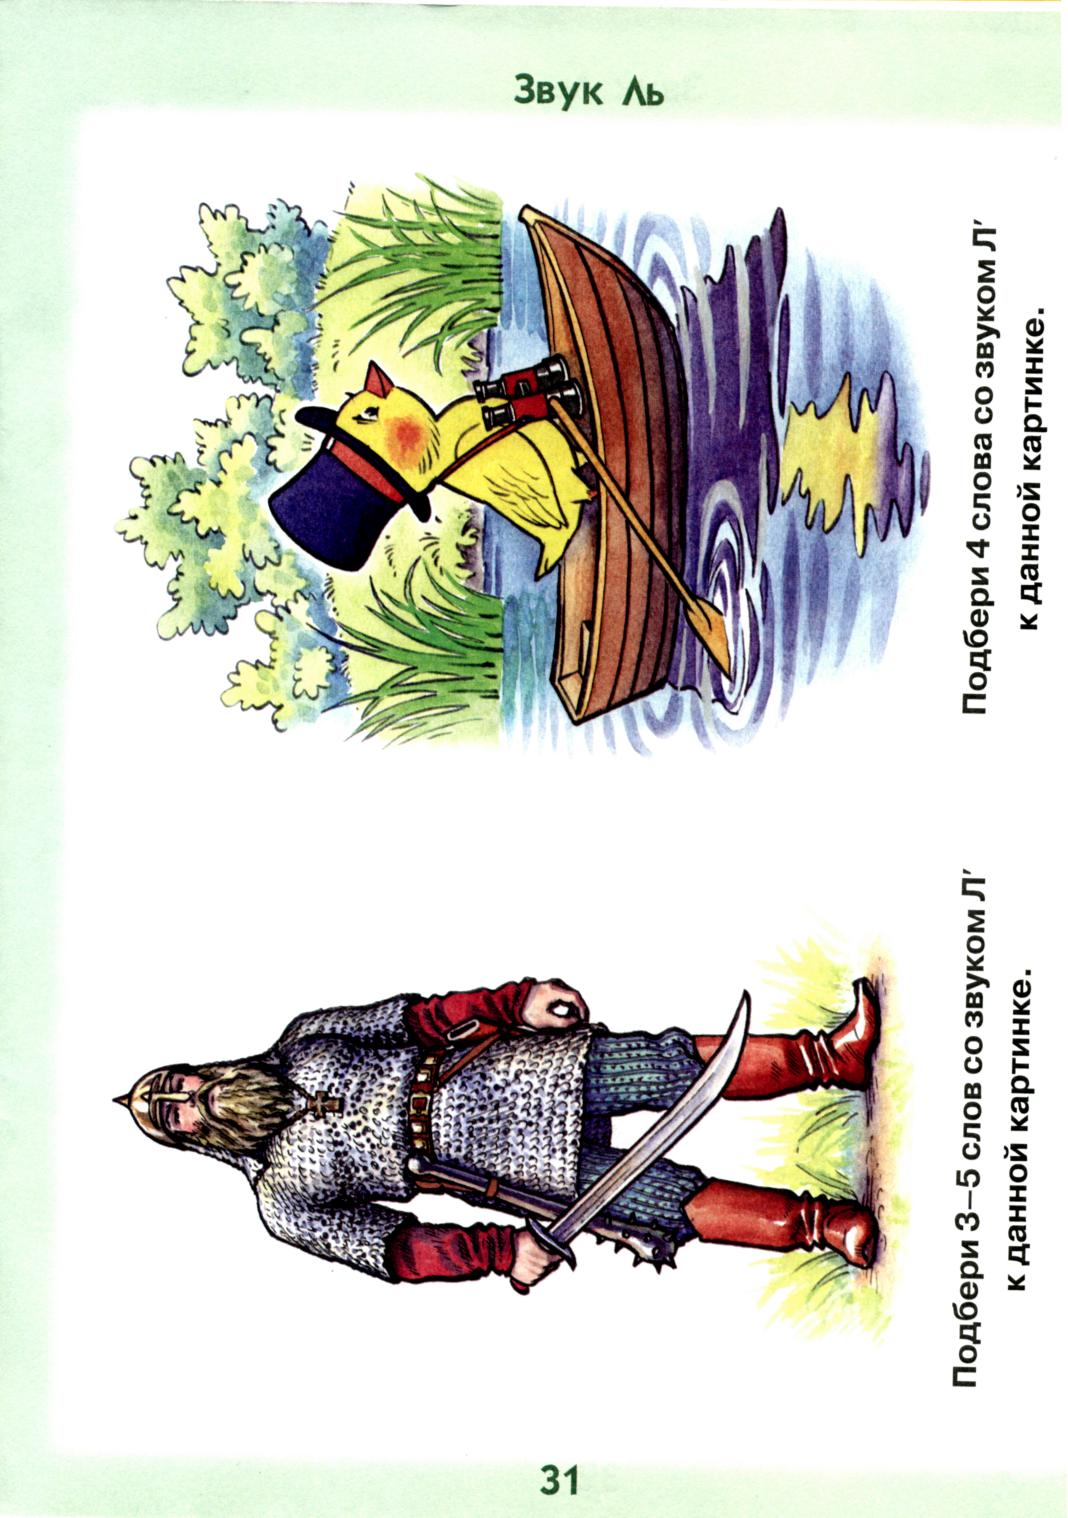 Звук Ль
Подбери 3–5 слов со звуком Л′
к данной картинке.
Подбери 4 слова со звуком Л′
к данной картинке.
31